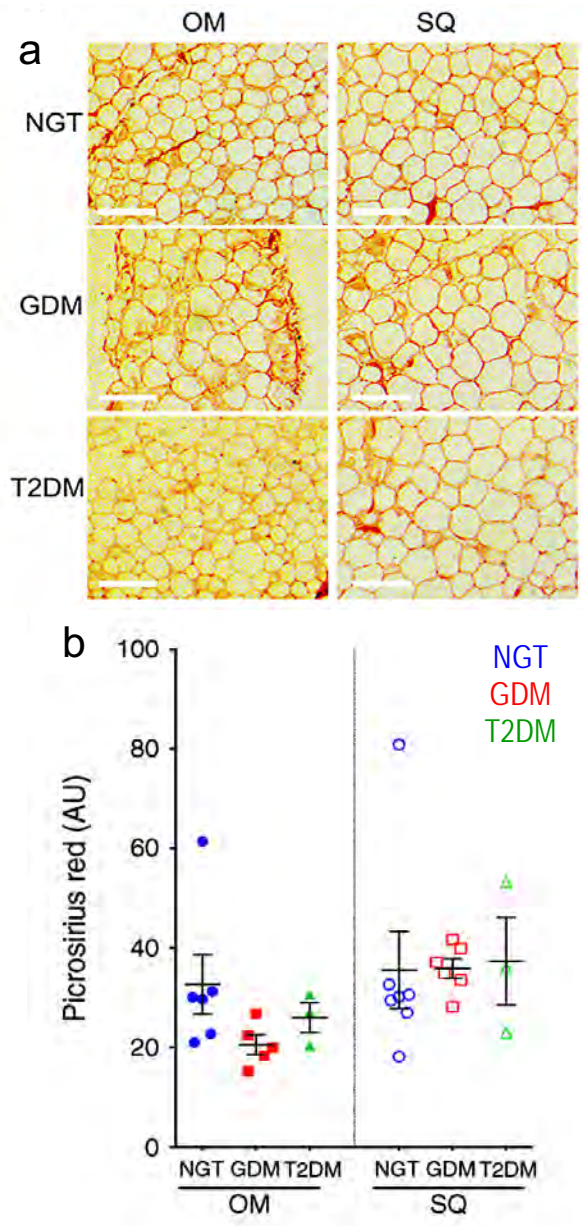 a
OM SQ
NGT
GDM
T2DM
b
100
80
60
40
20
0
Picrosirius red (AU)
NGT
GDM
T2DM
NGT GDM T2DM NGT GDM T2DM
OM SQ